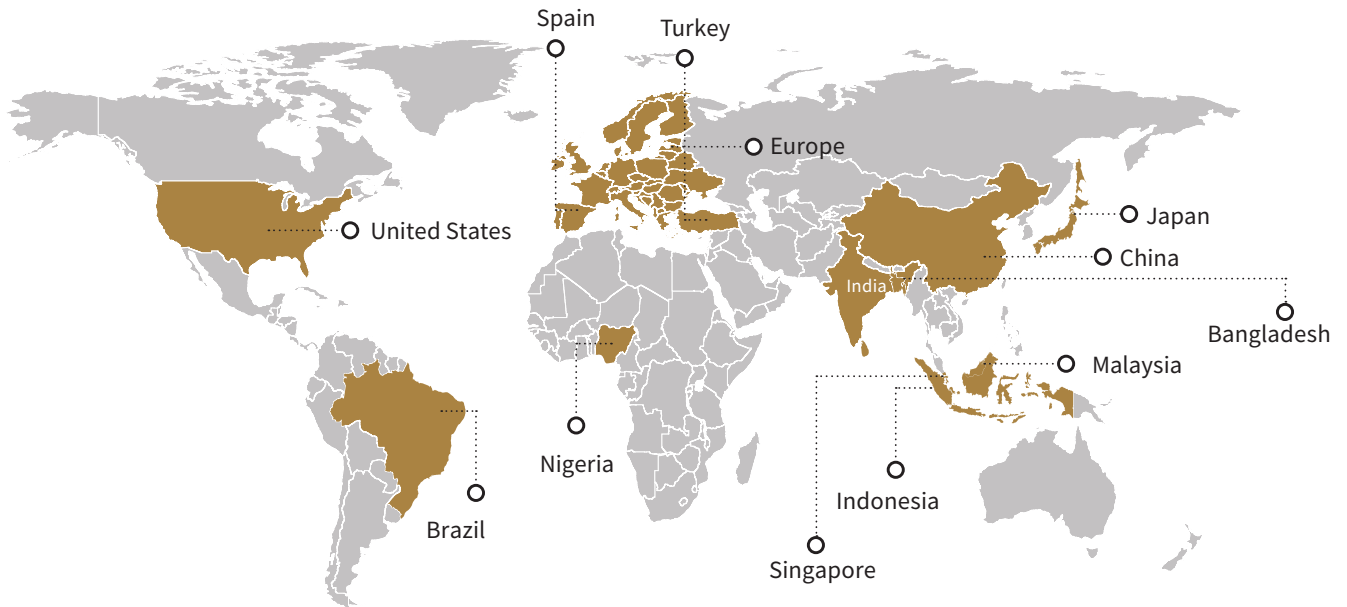 Spain
Turkey
Europe
United States
Japan
China
India
Bangladesh
Malaysia
Nigeria
Indonesia
Brazil
Singapore